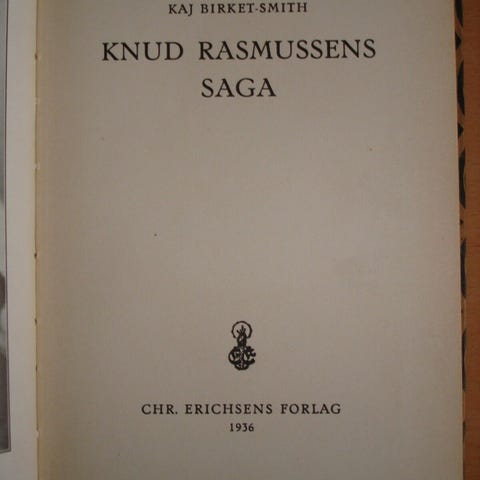 KAJ BIRKET-SMITH
KNUD RASMUSSENS
SAGA
CHR. ERICHSENS FORLAG
1936